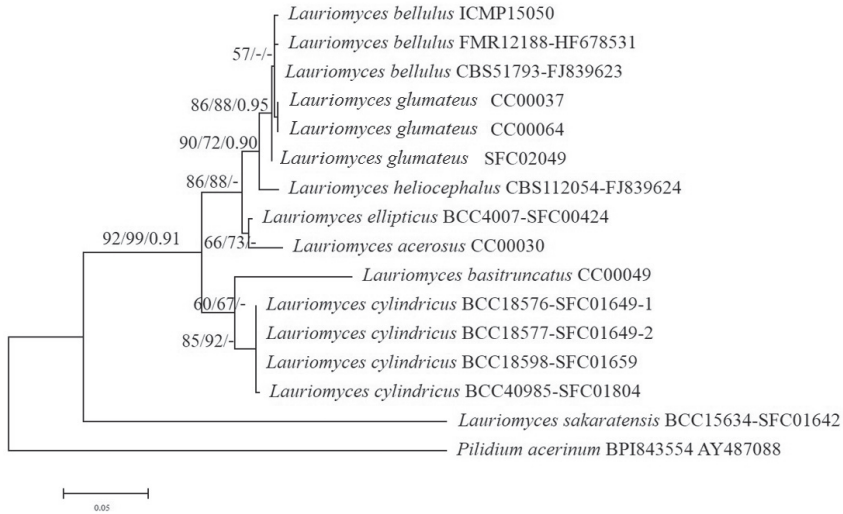 Lauriomyces bellulus ICMP15050
Lauriomyces bellulus FMR12188-HF678531
57/-/-
Lauriomyces bellulus CBS51793-FJ839623
86/88/0.95
Lauriomyces glumateus CC00037
Lauriomyces glumateus CC00064
90/72/0.90
Lauriomyces glumateus SFC02049
86/88/-
Lauriomyces heliocephalus CBS112054-FJ839624
Lauriomyces ellipticus BCC4007-SFC00424
92/99/0.91
66/73/-
Lauriomyces acerosus CC00030
Lauriomyces basitruncatus CC00049
60/67/-
Lauriomyces cylindricus BCC18576-SFC01649-1
Lauriomyces cylindricus BCC18577-SFC01649-2
85/92/-
Lauriomyces cylindricus BCC18598-SFC01659
Lauriomyces cylindricus BCC40985-SFC01804
Lauriomyces sakaratensis BCC15634-SFC01642
Pilidium acerinum BPI843554 AY487088
0.05